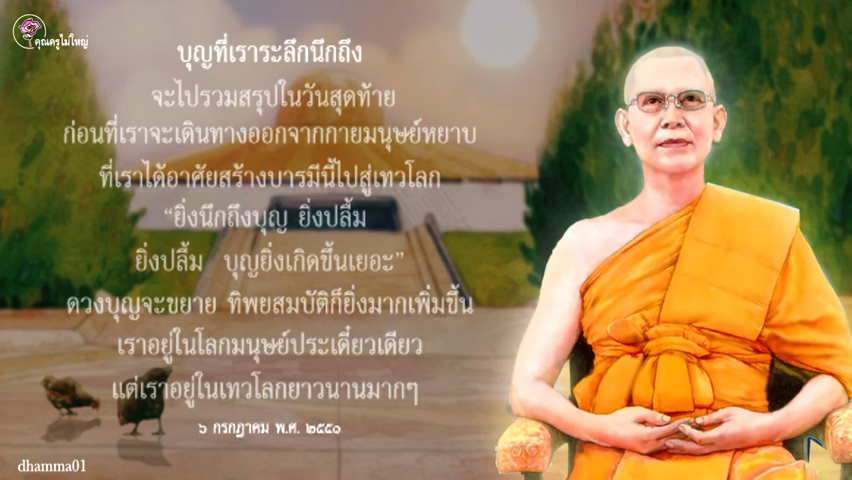 คุณครูไม่ใหญ่
บุญที่เราระลึกนึกถึง
จะไปรวมสรุปในวันสุดท้าย
ก่อนที่เราจะเดินทางออกจากกายมนุษย์หยาบ
ที่เราได้อาศัยสร้างบารมีนี้ไปสู่เทวโลก
“ยิ่งนึกถึงบุญ ยิ่งปลื้ม
ยิ่งปลื้ม บุญยิ่งเกิดขึ้นเยอะ”
ดวงบุญจะขยาย ทิพยสมบัติก็ยิ่งมากเพิ่มขึ้น
เราอยู่ในโลกมนุษย์ประเดี๋ยวเดียว
แต่เราอยู่ในเทวโลกยาวนานมากๆ
๖ กรกฎาคม พ.ศ. ๒๕๕๑
dhamma01